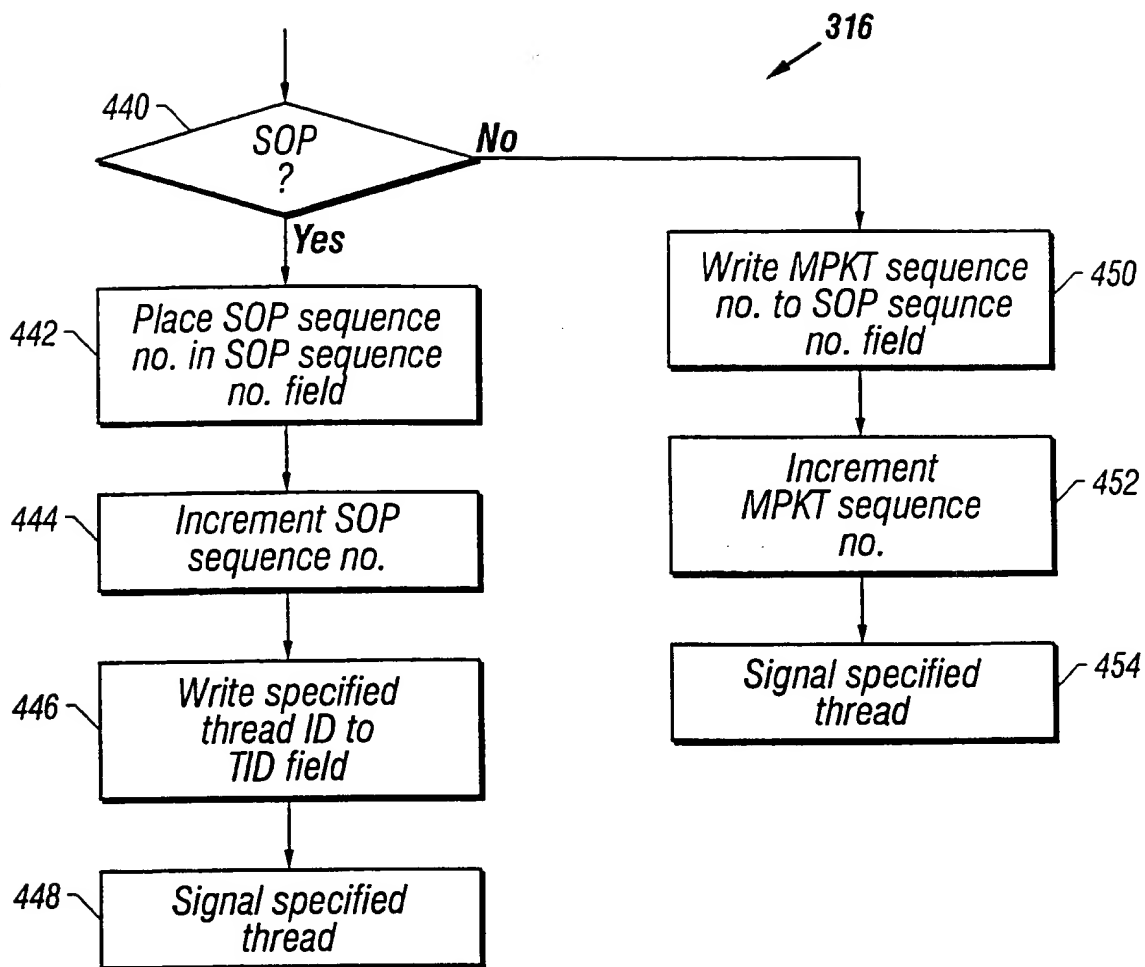 316
440
SOP
?
No
Yes
442
Place SOP sequence
no. in SOP sequence
no. field
444
Increment SOP
sequence no.
446
Write specified
thread ID to
TID field
448
Signal specified
thread
Write MPKT sequence
no. to SOP sequnce
no. field
450
Increment
MPKT sequence
no.
452
Signal specified
thread
454